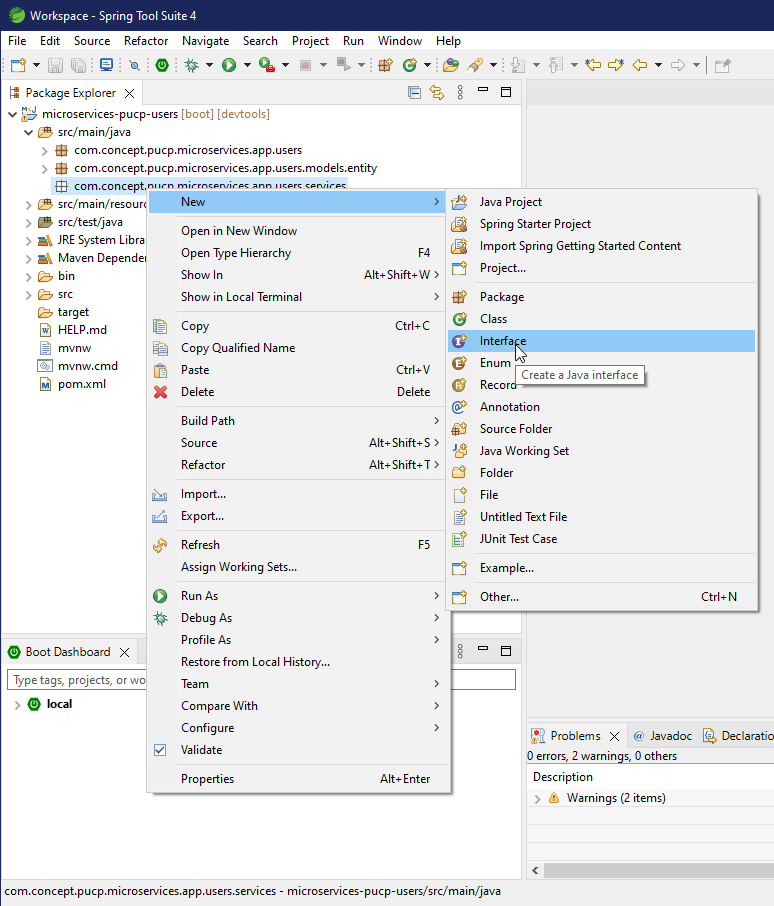 Workspace - Spring Tool Suite 4
File Edit Source Refactor Navigate Search Project Run Window Help
Package Explorer
microservices-pucp-users [boot] [devtools]
src/main/java
com.concept.pucp.microservices.app.users
com.concept.pucp.microservices.app.users.models.entity
com.concept.pucp.microservices.app.users.services
src/main/resourc
src/test/java
JRE System Libra
Maven Depender
bin
src
target
HELP.md
mvnw
mvnw.cmd
pom.xml
New
Open in New Window
Open Type Hierarchy F4
Show In Alt+Shift+W
Show in Local Terminal
Copy Ctrl+C
Copy Qualified Name
Paste Ctrl+V
Delete Delete
Build Path
Source Alt+Shift+S
Refactor Alt+Shift+T
Import...
Export...
Refresh F5
Assign Working Sets...
Run As
Debug As
Profile As
Restore from Local History...
Team
Compare With
Configure
Validate
Properties Alt+Enter
Java Project
Spring Starter Project
Import Spring Getting Started Content
Project...
Package
Class
Interface
Enum
Create a Java interface
Record
Annotation
Source Folder
Java Working Set
Folder
File
Untitled Text File
JUnit Test Case
Example...
Other... Ctrl+N
Boot Dashboard
Type tags, projects, or wo
local
Problems @ Javadoc Declaratio
0 errors, 2 warnings, 0 others
Description
Warnings (2 items)
com.concept.pucp.microservices.app.users.services - microservices-pucp-users/src/main/java